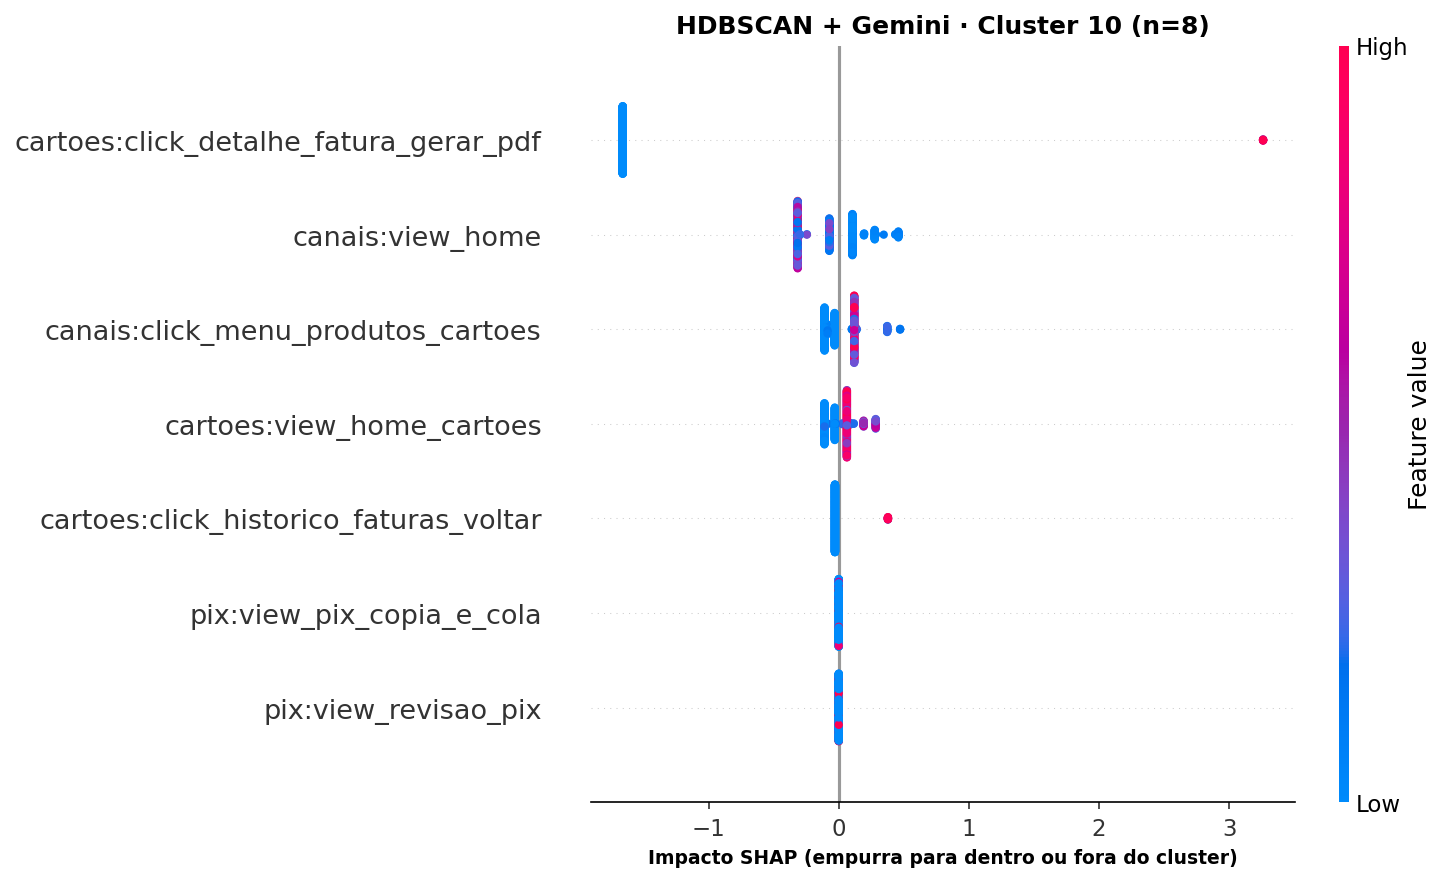 HDBSCAN + Gemini · Cluster 10 (n=8)
High
cartoes:click_detalhe_fatura_gerar_pdf
canais:view_home
canais:click_menu_produtos_cartoes
cartoes:view_home_cartoes
cartoes:click_historico_faturas_voltar
pix:view_pix_copia_e_cola
pix:view_revisao_pix
Feature value
Low
−1 0 1 2 3
Impacto SHAP (empurra para dentro ou fora do cluster)